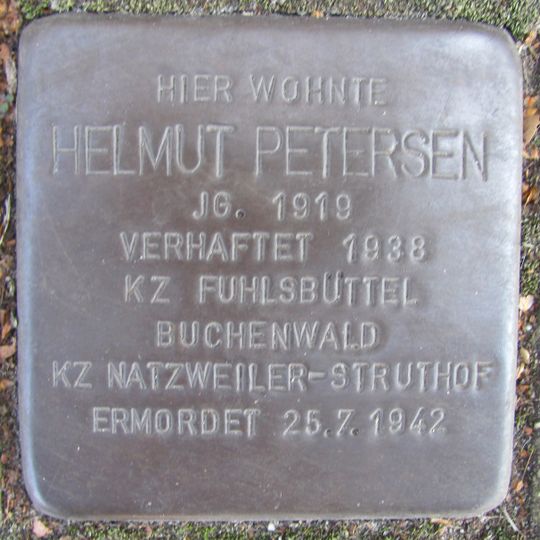 HIER WOHNTE
HELMUT PETERSEN
JG. 1919
VERHAFTET 1938
KZ FUHLSBÜTTEL
BUCHENWALD
KZ NATZWEILER-STRUTHOF
ERMORDET 25.7.1942